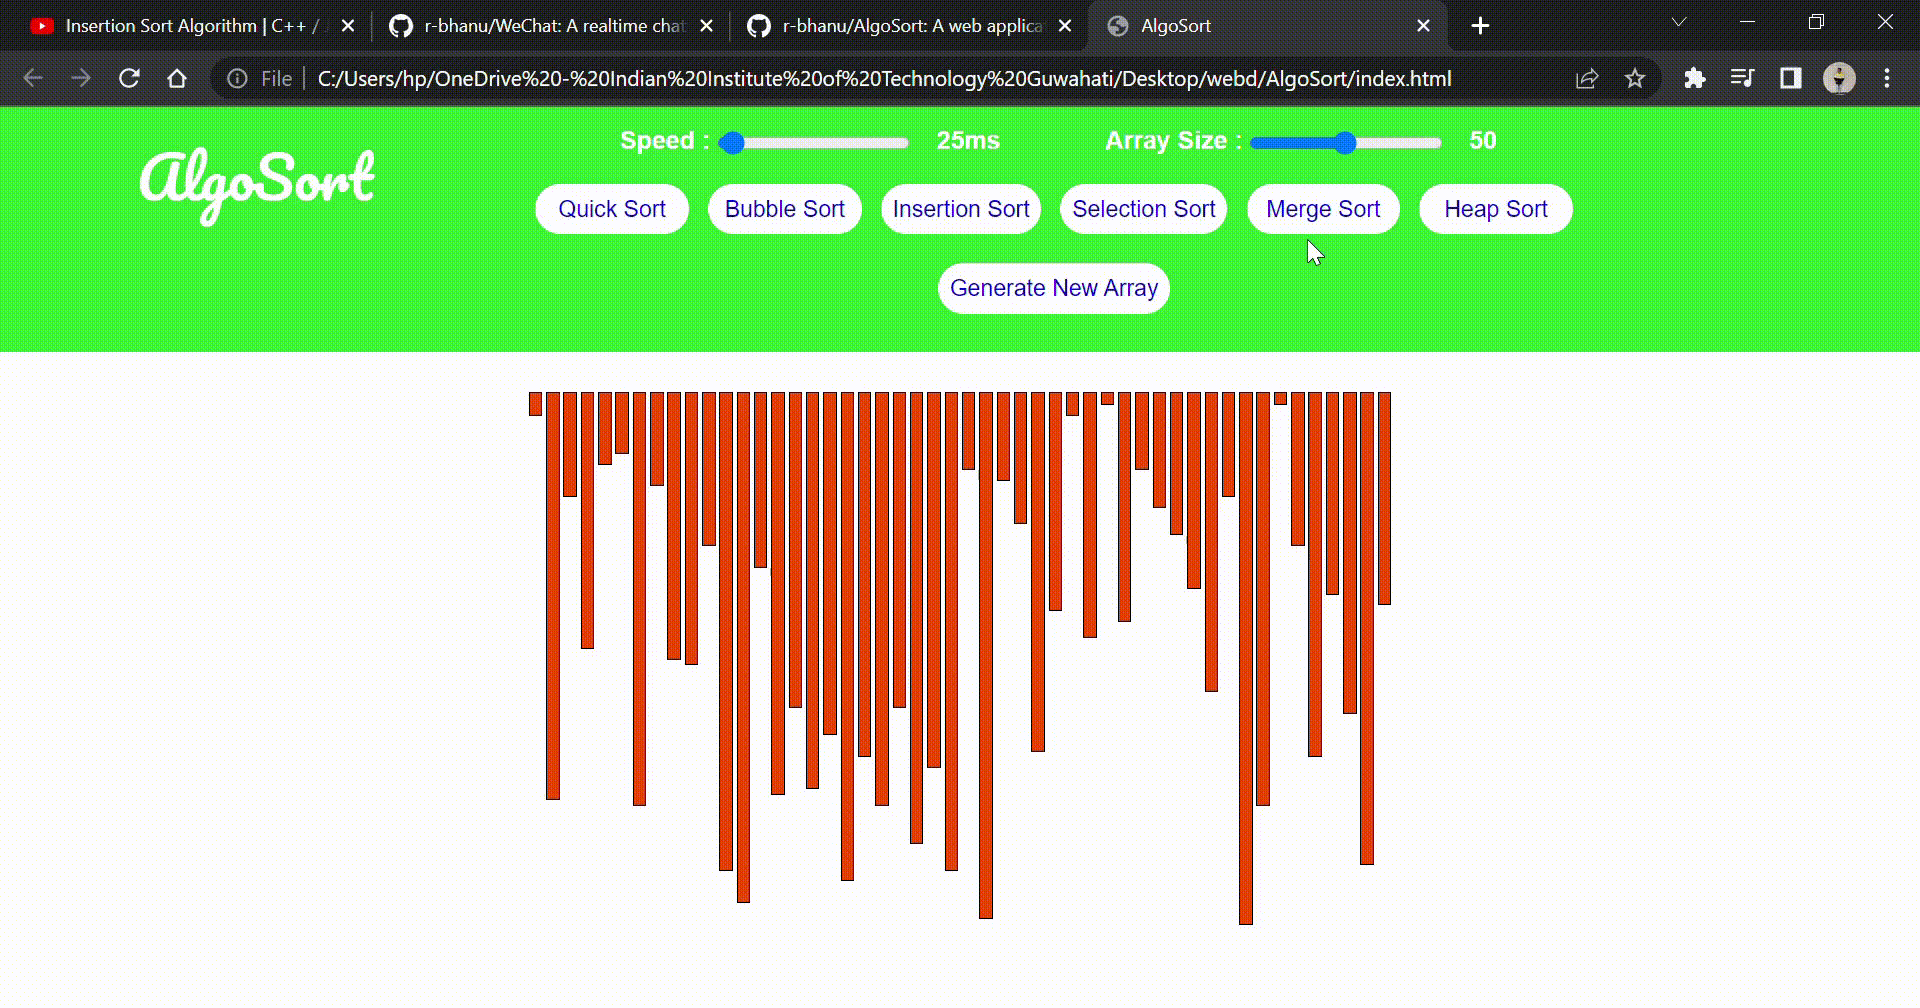 Insertion Sort Algorithm | C++ /
r-bhanu/WeChat: A realtime chat
r-bhanu/AlgoSort: A web applica
AlgoSort
File
C:/Users/hp/OneDrive%20-%20Indian%20Institute%20of%20Technology%20Guwahati/Desktop/webd/AlgoSort/index.html
AlgoSort
Speed : 25ms Array Size : 50
Quick Sort Bubble Sort Insertion Sort Selection Sort Merge Sort Heap Sort
Generate New Array